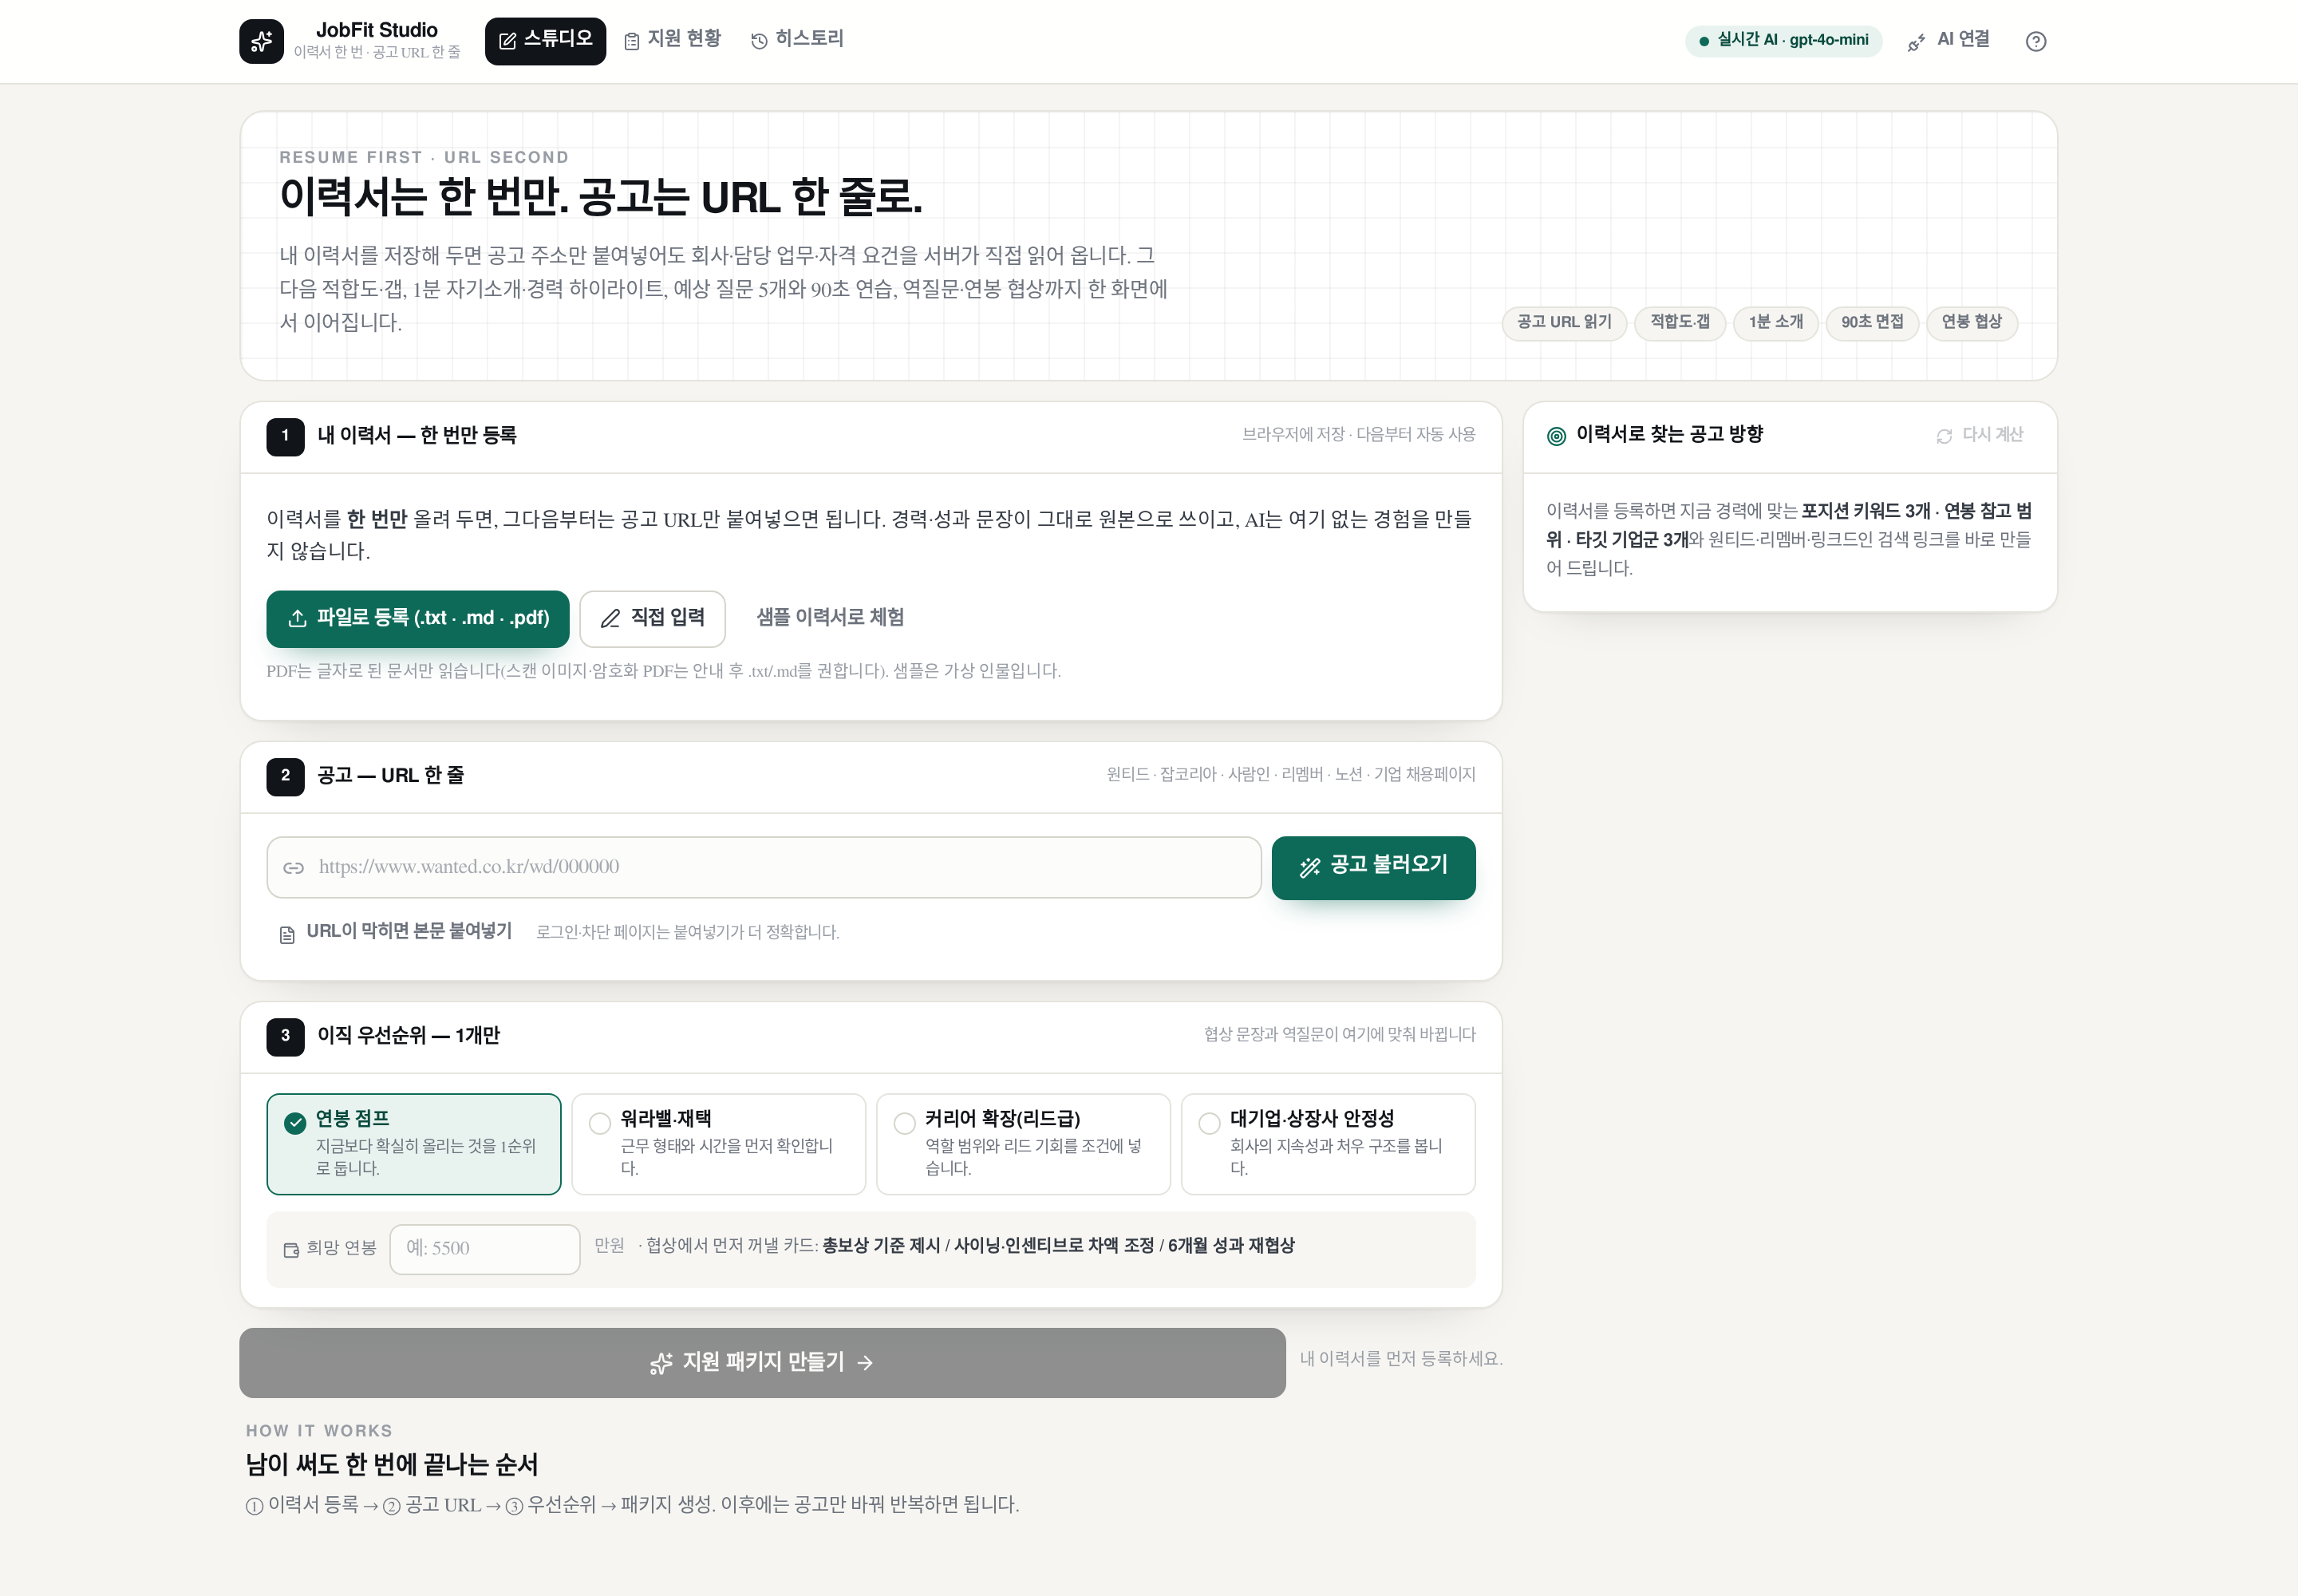 JobFit Studio
이력서 한 번 · 공고 URL 한 줄
스튜디오
지원 현황
히스토리
실시간 AI · gpt-4o-mini
AI 연결
RESUME FIRST · URL SECOND
이력서는 한 번만. 공고는 URL 한 줄로.
내 이력서를 저장해 두면 공고 주소만 붙여넣어도 회사·담당 업무·자격 요건을 서버가 직접 읽어 옵니다. 그
다음 적합도·갭, 1분 자기소개·경력 하이라이트, 예상 질문 5개와 90초 연습, 역질문·연봉 협상까지 한 화면에
서 이어집니다.
공고 URL 읽기
적합도·갭
1분 소개
90초 면접
연봉 협상
1
내 이력서 — 한 번만 등록
브라우저에 저장 · 다음부터 자동 사용
이력서를 한 번만 올려 두면, 그다음부터는 공고 URL만 붙여넣으면 됩니다. 경력·성과 문장이 그대로 원본으로 쓰이고, AI는 여기 없는 경험을 만들
지 않습니다.
파일로 등록 (.txt · .md · .pdf)
직접 입력
샘플 이력서로 체험
PDF는 글자로 된 문서만 읽습니다(스캔 이미지·암호화 PDF는 안내 후 .txt/.md를 권합니다). 샘플은 가상 인물입니다.
이력서로 찾는 공고 방향
다시 계산
이력서를 등록하면 지금 경력에 맞는 포지션 키워드 3개 · 연봉 참고 범
위 · 타깃 기업군 3개와 원티드·리멤버·링크드인 검색 링크를 바로 만들
어 드립니다.
2
공고 — URL 한 줄
원티드 · 잡코리아 · 사람인 · 리멤버 · 노션 · 기업 채용페이지
https://www.wanted.co.kr/wd/000000
공고 불러오기
URL이 막히면 본문 붙여넣기
로그인·차단 페이지는 붙여넣기가 더 정확합니다.
3
이직 우선순위 — 1개만
협상 문장과 역질문이 여기에 맞춰 바뀝니다
연봉 점프
지금보다 확실히 올리는 것을 1순위
로 둡니다.
워라밸·재택
근무 형태와 시간을 먼저 확인합니
다.
커리어 확장(리드급)
역할 범위와 리드 기회를 조건에 넣
습니다.
대기업·상장사 안정성
회사의 지속성과 처우 구조를 봅니
다.
희망 연봉
예: 5500
만원
· 협상에서 먼저 꺼낼 카드: 총보상 기준 제시 / 사이닝·인센티브로 차액 조정 / 6개월 성과 재협상
지원 패키지 만들기 →
내 이력서를 먼저 등록하세요.
HOW IT WORKS
남이 써도 한 번에 끝나는 순서
① 이력서 등록 → ② 공고 URL → ③ 우선순위 → 패키지 생성. 이후에는 공고만 바꿔 반복하면 됩니다.